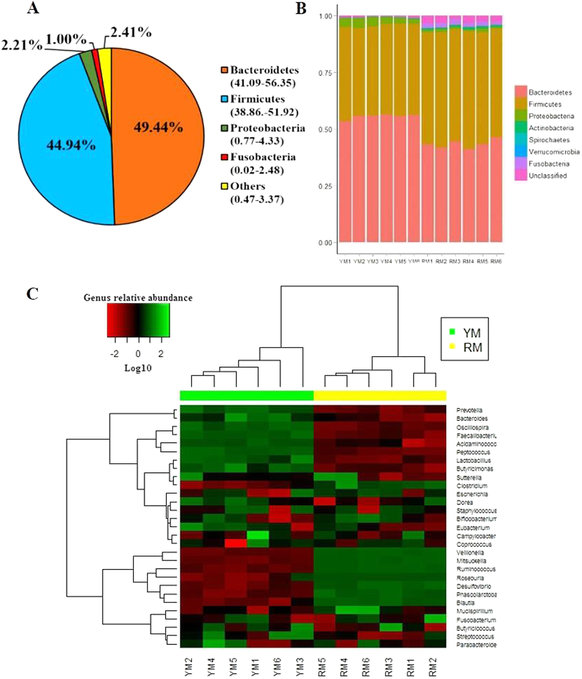 A
2.21%
1.00%
2.41%
49.44%
44.94%
Bacteroidetes
(41.09-56.35)
Firmicutes
(38.86.-51.92)
Proteobacteria
(0.77-4.33)
Fusobacteria
(0.02-2.48)
Others
(0.47-3.37)
B
1.00
0.75
0.50
0.25
0.00
YM1 YM2 YM3 YM4 YM5 YM6 RM1 RM2 RM3 RM4 RM5 RM6
Bacteroidetes
Firmicutes
Proteobacteria
Actinobacteria
Spirochaetes
Verrucomicrobia
Fusobacteria
Unclassified
C
Genus relative abundance
-2 0 2
Log10
YM
RM
Prevotella
Bacteroides
Oscillospira
Faecalibacteriu
Acidaminococc
Peptococcus
Lactobacillus
Butyricimonas
Sutterella
Clostridium
Escherichia
Dorea
Staphylococcus
Bifidobacterium
Eubacterium
Campylobacter
Coprococcus
Veillonella
Mitsuokella
Ruminococcus
Roseburia
Desulfovibrio
Phascolarctoba
Blautia
Mucispirillum
Fusobacterium
Butyricicoccus
Streptococcus
Parabacteroide
YM2 YM4 YM5 YM1 YM6 YM3 RM5 RM4 RM6 RM3 RM1 RM2